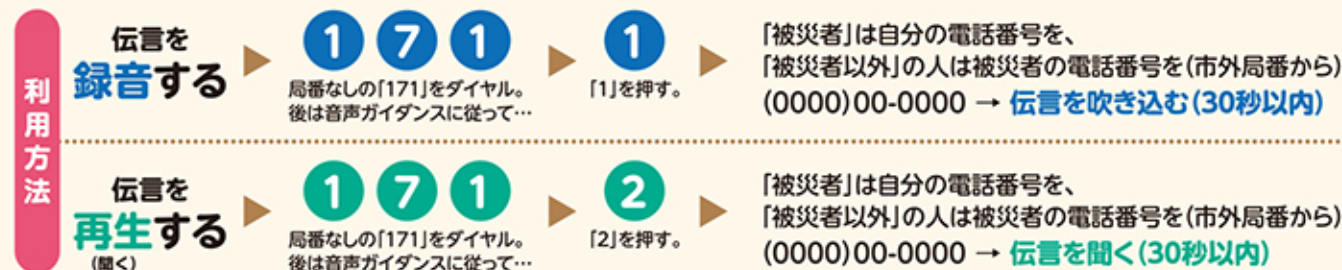 利用方法
伝言を
録音する
171
局番なしの「171」をダイヤル。
後は音声ガイダンスに従って…
1
「1」を押す。
「被災者」は自分の電話番号を、
「被災者以外」の人は被災者の電話番号を(市外局番から)
(0000)00-0000 → 伝言を吹き込む(30秒以内)
伝言を
再生する
(聞く)
171
局番なしの「171」をダイヤル。
後は音声ガイダンスに従って…
2
「2」を押す。
「被災者」は自分の電話番号を、
「被災者以外」の人は被災者の電話番号を(市外局番から)
(0000)00-0000 → 伝言を聞く(30秒以内)